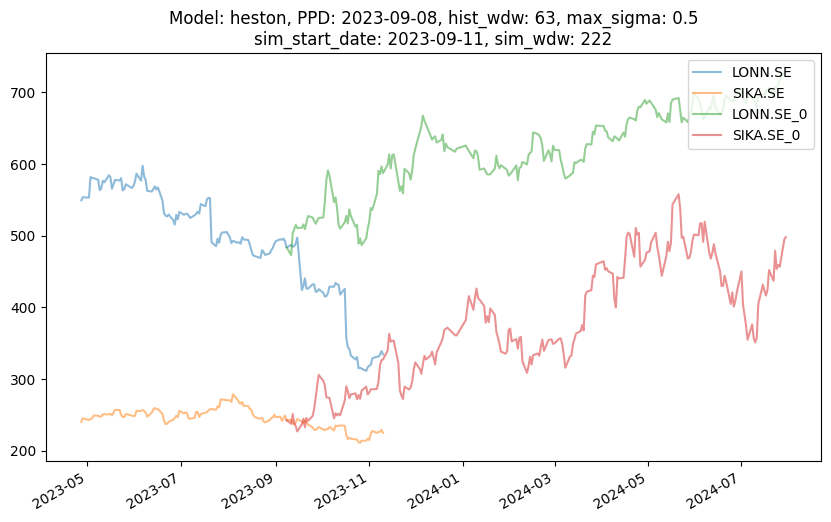 Model: heston, PPD: 2023-09-08, hist_wdw: 63, max_sigma: 0.5
sim_start_date: 2023-09-11, sim_wdw: 222
LONN.SE
SIKA.SE
LONN.SE_0
SIKA.SE_0
700
600
500
400
300
200
2023-05
2023-07
2023-09
2023-11
2024-01
2024-03
2024-05
2024-07